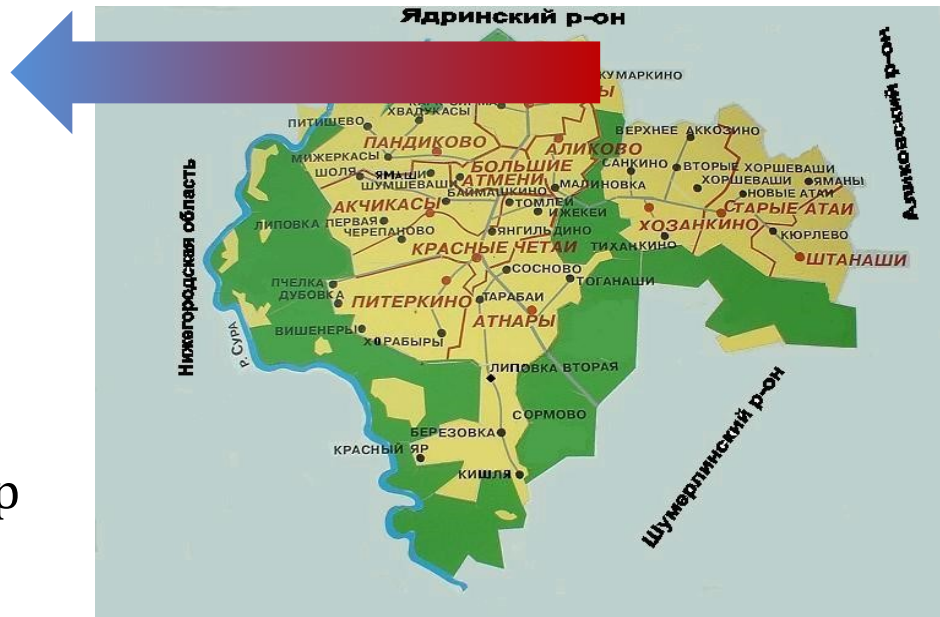 Ядринский р-он
КУМАРКИНО
Аликовский р-он
ХВАДУКАСЫ
ПИТИШЕВО
ПАНДИКОВО
АЛИКОВО
ВЕРХНЕЕ АККОЗИНО
МИЖЕРКАСЫ
БОЛЬШИЕ
АТМЕНИ
САНКИНО
ВТОРЫЕ ХОРШЕВАШИ
ШОЛЯ
ЯМАШИ
ШУМШЕВАШИ
МАЛИНОВКА
ХОРШЕВАШИ
ЯМАНЫ
БАЙМАШКИНО
НОВЫЕ АТАИ
АКЧИКАСЫ
ТОМЛЕЙ
ИЖЕКЕИ
СТАРЫЕ АТАИ
ЛИПОВКА ПЕРВАЯ
ЧЕРЕПАНОВО
ЯНГИЛЬДИНО
ХОЗАНКИНО
КЮРЛЕВО
КРАСНЫЕ ЧЕТАИ
ТИХАНКИНО
ШТАНАШИ
Нижегородская область
СОСНОВО
ТОГАНАШИ
ПЧЕЛКА
ДУБОВКА
ПИТЕРКИНО
ТАРАБАИ
АТНАРЫ
ВИШЕНЕРЫ
ХОРАБЫРЫ
Р. СУРА
ЛИПОВКА ВТОРАЯ
СОРМОВО
БЕРЕЗОВКА
КРАСНЫЙ ЯР
КИШЛЯ
Шумерлинский р-он
р